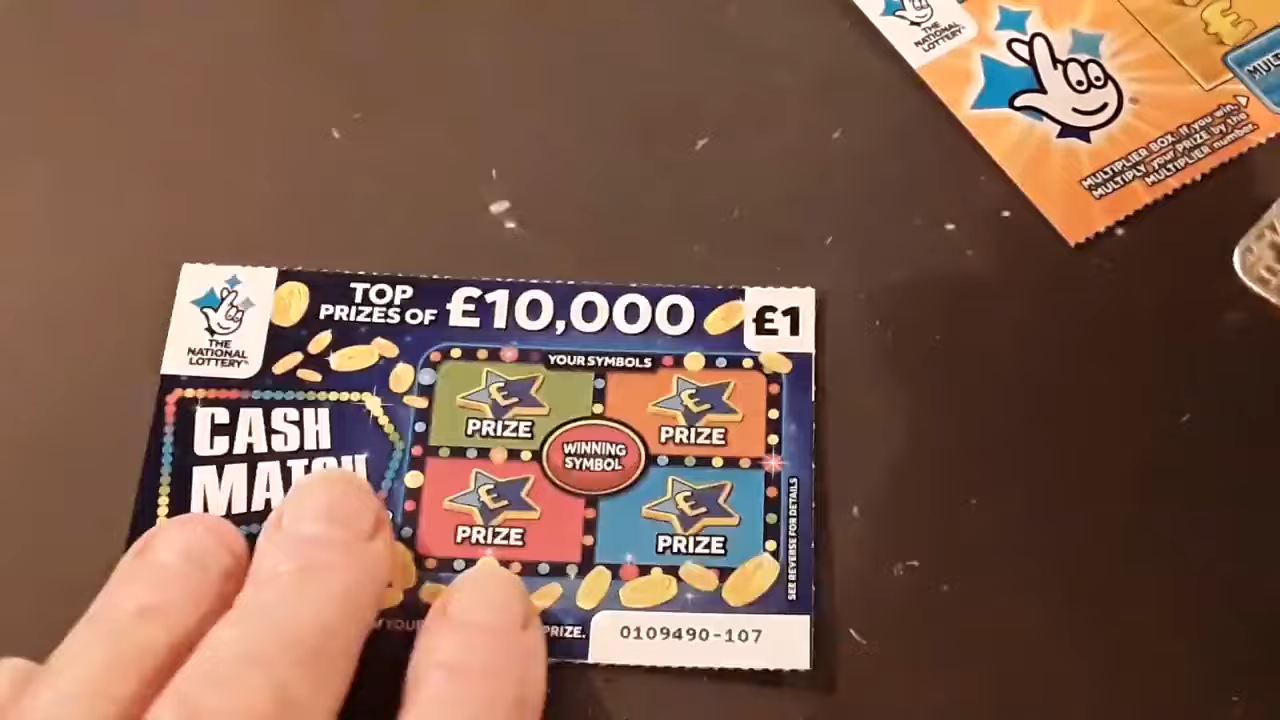 THE
NATIONAL
LOTTERY
MULTIPLIER BOX: If you win,
MULTIPLY your PRIZE by the
MULTIPLIER number.
£
TOP
PRIZES OF £10,000
£1
THE
NATIONAL
LOTTERY
YOUR SYMBOLS
CASH
£
PRIZE
£
PRIZE
WINNING
SYMBOL
£
PRIZE
£
PRIZE
SEE REVERSE FOR DETAILS
YOUR
PRIZE.
0109490-107